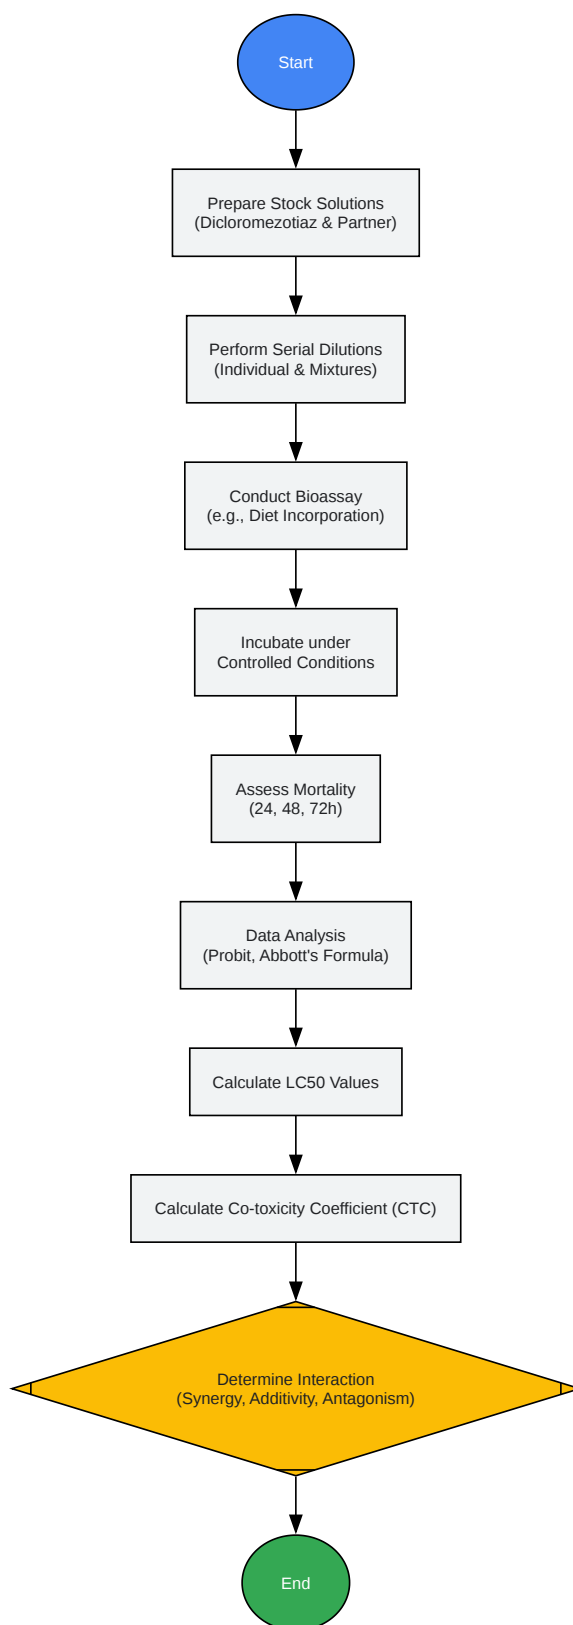 Start
Prepare Stock Solutions
(Dicloromezotiaz & Partner)
Perform Serial Dilutions
(Individual & Mixtures)
Conduct Bioassay
(e.g., Diet Incorporation)
Incubate under
Controlled Conditions
Assess Mortality
(24, 48, 72h)
Data Analysis
(Probit, Abbott's Formula)
Calculate LC50 Values
Calculate Co-toxicity Coefficient (CTC)
Determine Interaction
(Synergy, Additivity, Antagonism)
End